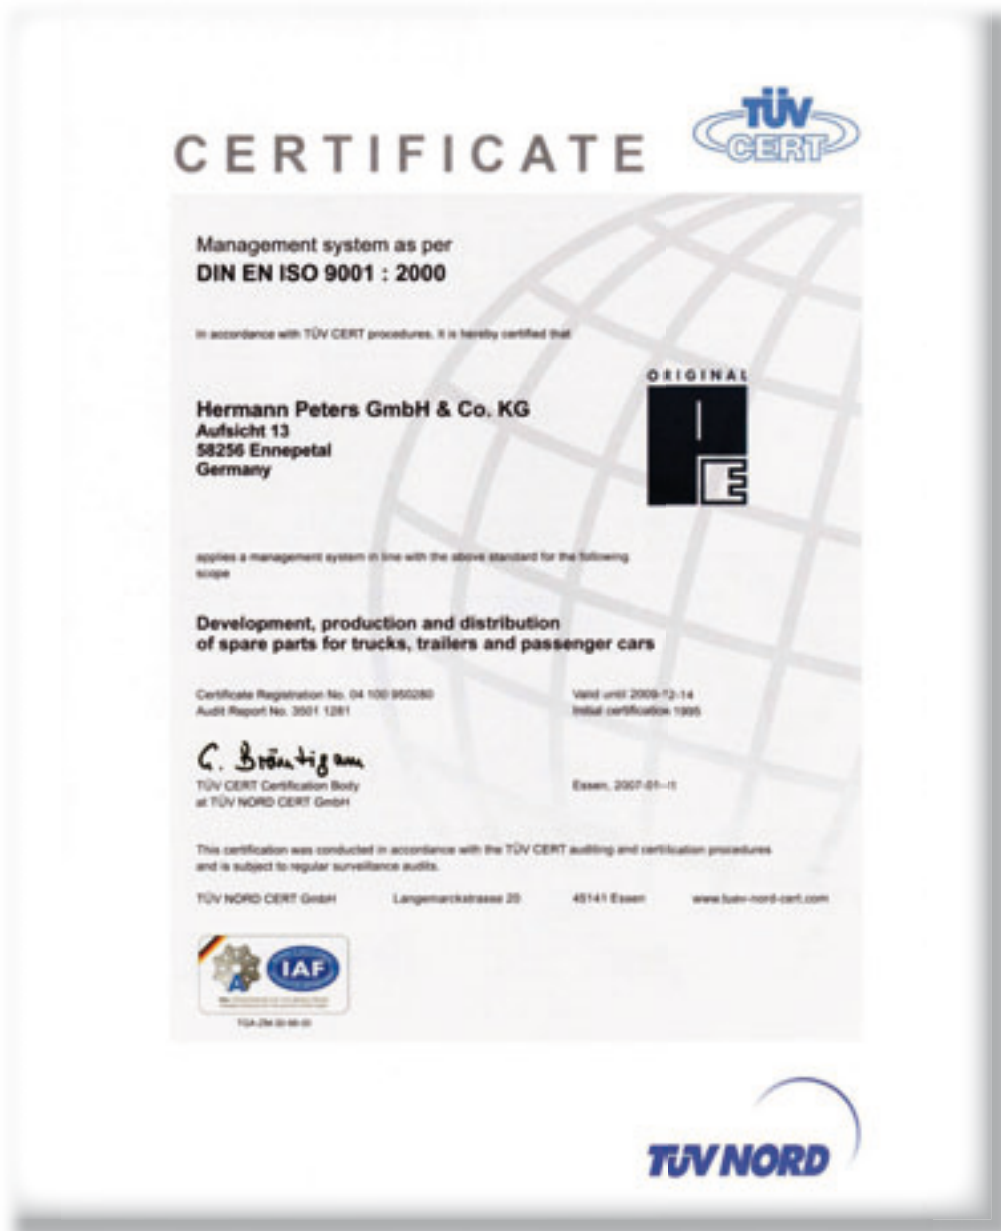 TÜV
CERT
CERTIFICATE
Management system as per
DIN EN ISO 9001 : 2000
In accordance with TÜV CERT procedures. It is hereby certified that
ORIGINAL
Hermann Peters GmbH & Co. KG
Aufsicht 13
58256 Ennepetal
Germany
applies a management system in line with the above standard for the following
scope
Development, production and distribution
of spare parts for trucks, trailers and passenger cars
Certificate Registration No. 04 100 950280
Valid until 2009-12-14
Audit Report No. 3501 1281
Initial certification 1995
G. Bräutigam
TÜV CERT Certification Body
at TÜV NORD CERT GmbH
Essen,
This certification was conducted in accordance with the TÜV CERT auditing and certification procedures
and is subject to regular surveillance audits.
TÜV NORD CERT GmbH Langemarckstrasse 20 45141 Essen www.tuev-nord-cert.com
IAF
TÜV NORD